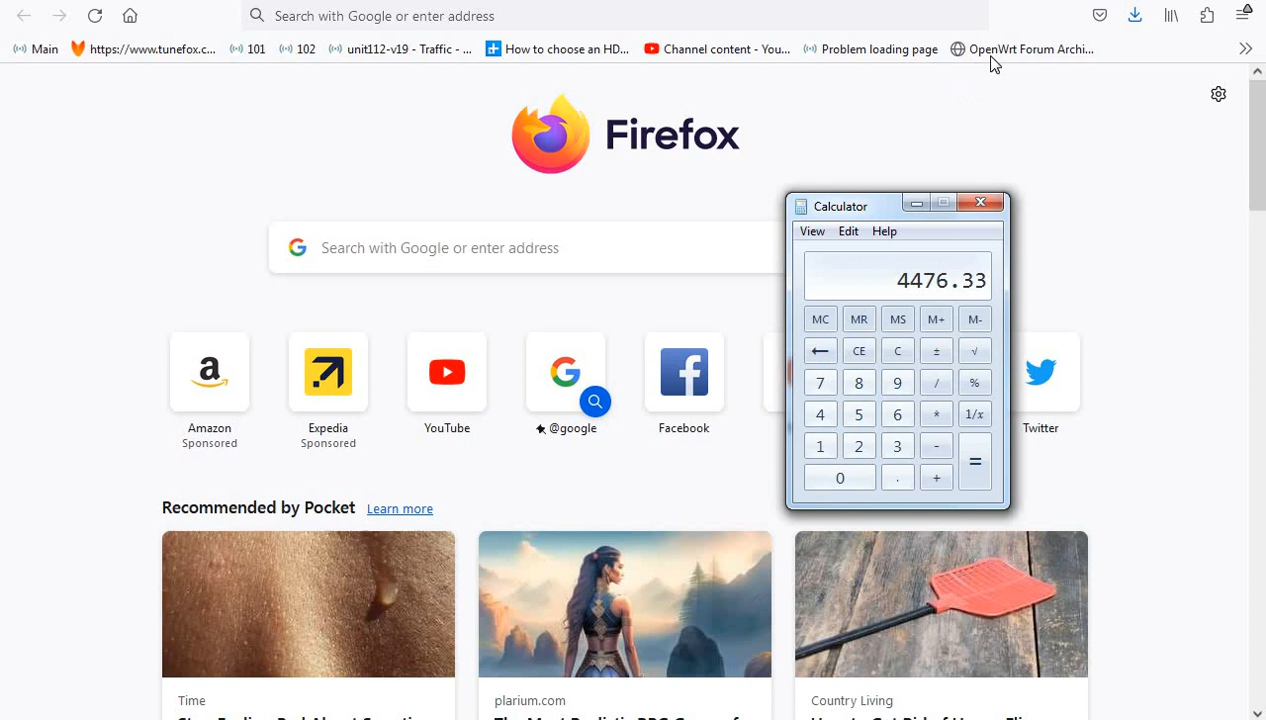 Search with Google or enter address
Main https://www.tunefox.c... 101 102 unit112-v19 - Traffic - ... How to choose an HD... Channel content - You... Problem loading page OpenWrt Forum Archi...
Firefox
Search with Google or enter address
Calculator
View Edit Help
4476.33
MC MR MS M+ M-
← CE C ± √
7 8 9 / %
4 5 6 * 1/x
1 2 3 - =
0 . +
Amazon
Sponsored
Expedia
Sponsored
YouTube
@google
Facebook
Twitter
Recommended by Pocket Learn more
Time
plarium.com
Country Living